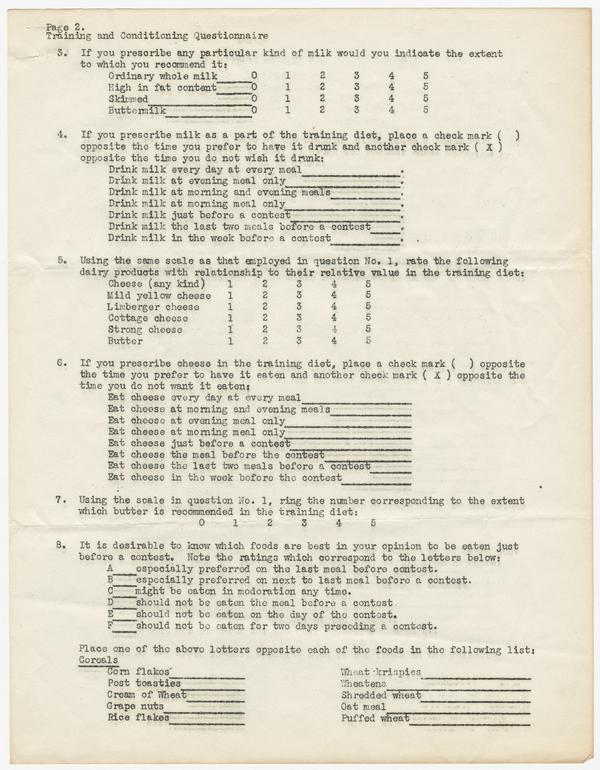 Page 2.
Training and Conditioning Questionnaire
3. If you prescribe any particular kind of milk would you indicate the extent
to which you recommend it:
Ordinary whole milk 0 1 2 3 4 5
High in fat content 0 1 2 3 4 5
Skimmed 0 1 2 3 4 5
Buttermilk 0 1 2 3 4 5
4. If you prescribe milk as a part of the training diet, place a check mark ( )
opposite the time you prefer to have it drunk and another check mark ( X )
opposite the time you do not wish it drunk:
Drink milk every day at every meal .
Drink milk at evening meal only .
Drink milk at morning and evening meals .
Drink milk at morning meal only .
Drink milk just before a contest .
Drink milk the last two meals before a contest .
Drink milk in the week before a contest .
5. Using the same scale as that employed in question No. 1, rate the following
dairy products with relationship to their relative value in the training diet:
Cheese (any kind) 1 2 3 4 5
Mild yellow cheese 1 2 3 4 5
Limberger cheese 1 2 3 4 5
Cottage cheese 1 2 3 4 5
Strong cheese 1 2 3 4 5
Butter 1 2 3 4 5
6. If you prescribe cheese in the training diet, place a check mark ( ) opposite
the time you prefer to have it eaten and another check mark ( X ) opposite the
time you do not want it eaten:
Eat cheese every day at every meal
Eat cheese at morning and evening meals
Eat cheese at evening meal only
Eat cheese at morning meal only
Eat cheese just before a contest
Eat cheese the meal before the contest
Eat cheese the last two meals before a contest
Eat cheese in the week before the contest
7. Using the scale in question No. 1, ring the number corresponding to the extent
which butter is recommended in the training diet:
0 1 2 3 4 5
8. It is desirable to know which foods are best in your opinion to be eaten just
before a contest. Note the ratings which correspond to the letters below:
A especially preferred on the last meal before contest.
B especially preferred on next to last meal before a contest.
C might be eaten in moderation any time.
D should not be eaten the meal before a contest
E should not be eaten on the day of the contest.
F should not be eaten for two days preceding a contest.
Place one of the above letters opposite each of the foods in the following list:
Cereals
Corn flakes Wheat krispies
Post toasties Wheatena
Cream of Wheat Shredded wheat
Grape nuts Oat meal
Rice flakes Puffed wheat